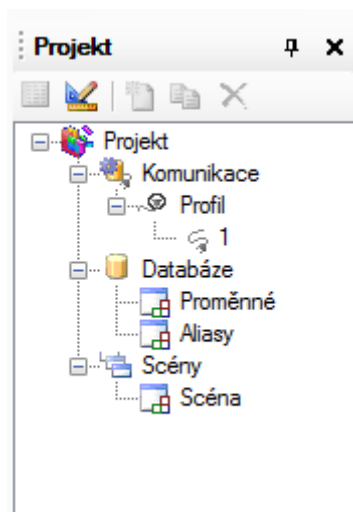 Projekt
Projekt
Komunikace
Profil
1
Databáze
Proměnné
Aliasy
Scény
Scéna